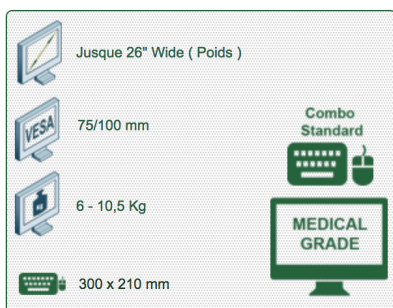 Jusque 26" Wide ( Poids )
VESA
75/100 mm
KG
6 - 10,5 Kg
300 x 210 mm
Combo
Standard
MEDICAL
GRADE